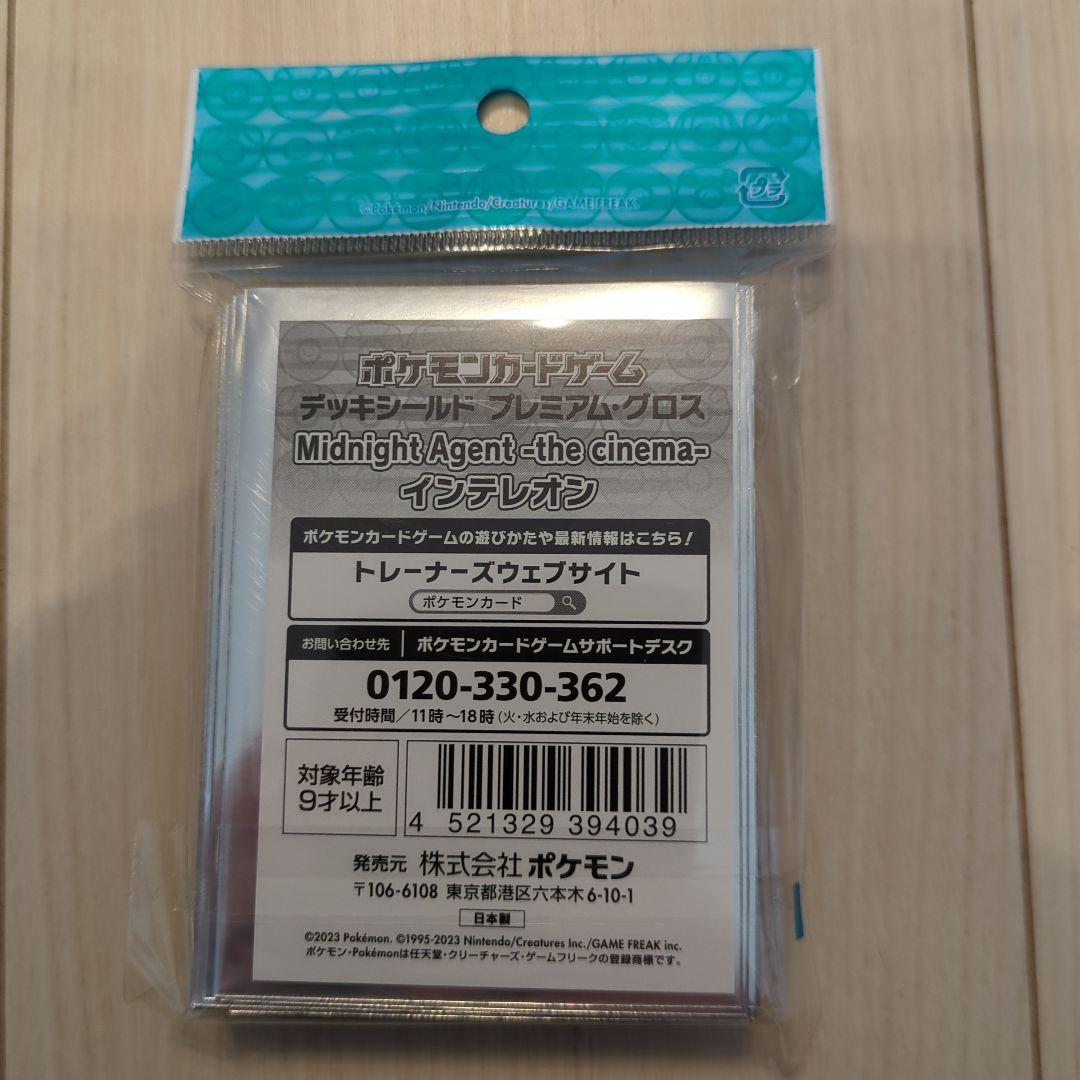 ©Pokémon/Nintendo/Creatures/GAME FREAK.
プラ
ポケモンカードゲーム
デッキシールド プレミアム・グロス
Midnight Agent -the cinema-
インテレオン
ポケモンカードゲームの遊びかたや最新情報はこちら!
トレーナーズウェブサイト
ポケモンカード
お問い合わせ先 ポケモンカードゲームサポートデスク
0120-330-362
受付時間/11時~18時(火・水および年末年始を除く)
対象年齢
9才以上
4 521329 394039
発売元 株式会社 ポケモン
〒106-6108 東京都港区六本木6-10-1
日本製
©2023 Pokémon. ©1995-2023 Nintendo/Creatures Inc./GAME FREAK inc.
ポケモン・Pokémonは任天堂・クリーチャーズ・ゲームフリークの登録商標です。